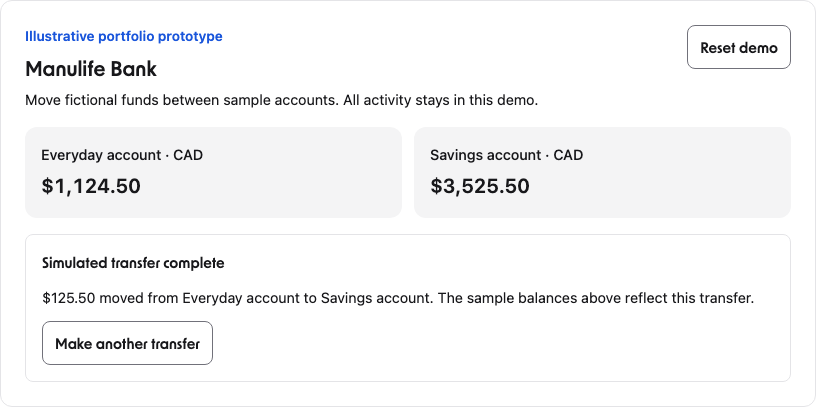 Illustrative portfolio prototype
Reset demo
Manulife Bank
Move fictional funds between sample accounts. All activity stays in this demo.
Everyday account · CAD
$1,124.50
Savings account · CAD
$3,525.50
Simulated transfer complete
$125.50 moved from Everyday account to Savings account. The sample balances above reflect this transfer.
Make another transfer